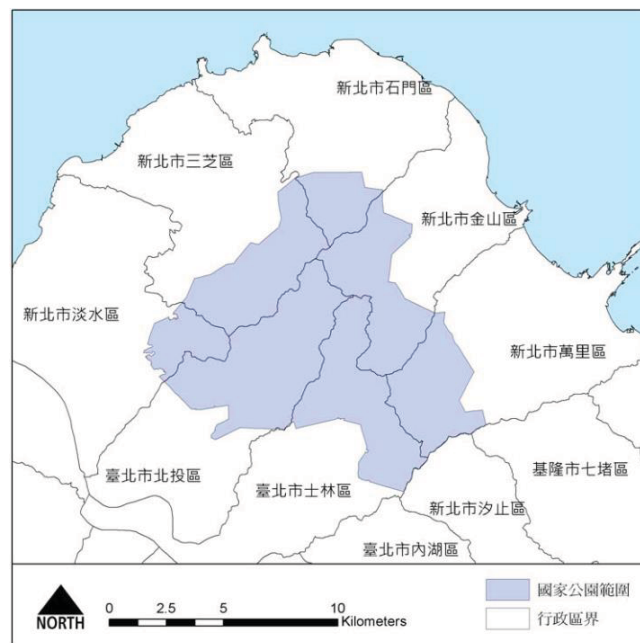 新北市石門區
新北市三芝區
新北市金山區
新北市淡水區
新北市萬里區
基隆市七堵區
臺北市北投區
臺北市士林區
新北市汐止區
臺北市內湖區
NORTH
0 2.5 5 10
Kilometers
國家公園範圍
行政區界